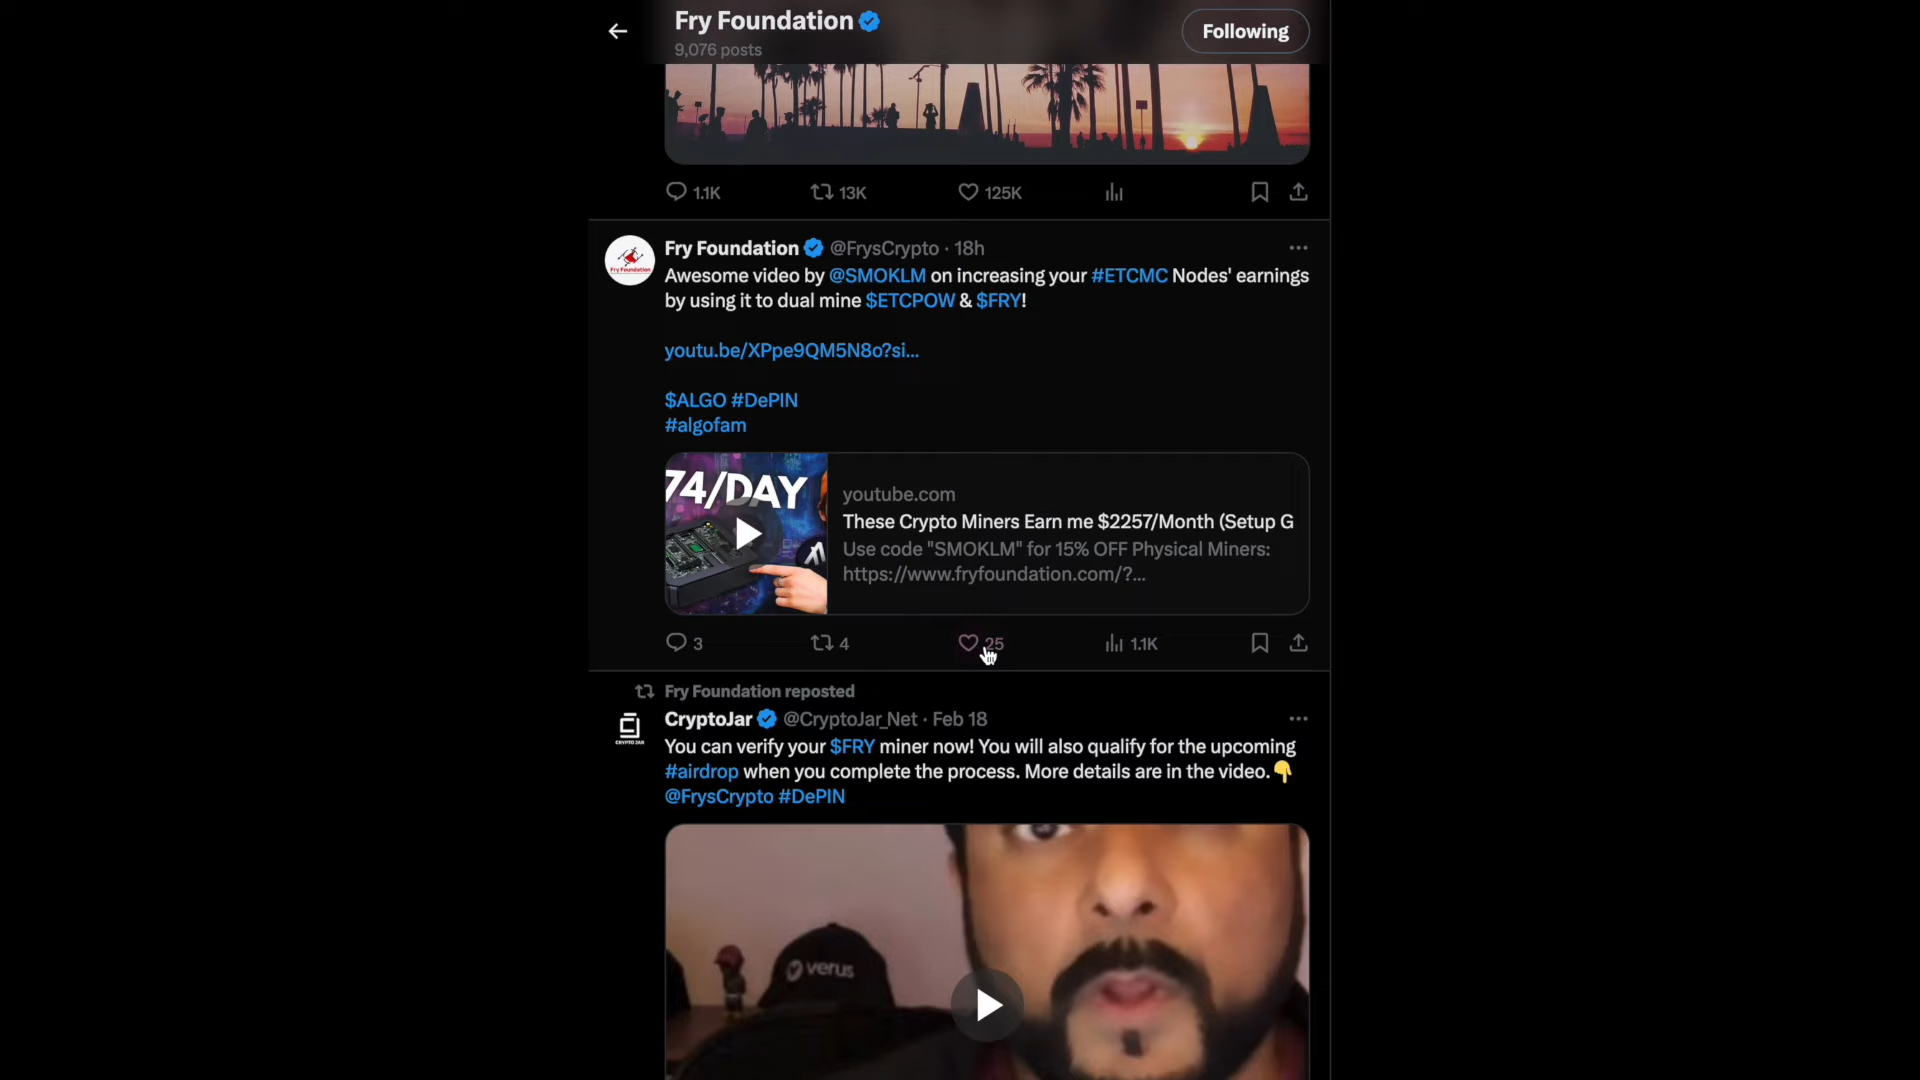 Fry Foundation
9,076 posts
Following
1.1K 13K 125K
Fry Foundation @FrysCrypto · 18h
Awesome video by @SMOKLM on increasing your #ETCMC Nodes' earnings
by using it to dual mine $ETCPOW & $FRY!
youtu.be/XPpe9QM5N8o?si...
$ALGO #DePIN
#algofam
74/DAY
youtube.com
These Crypto Miners Earn me $2257/Month (Setup G
Use code "SMOKLM" for 15% OFF Physical Miners:
https://www.fryfoundation.com/?...
Fry Foundation
3 4 25 1.1K
Fry Foundation reposted
CryptoJar @CryptoJar_Net · Feb 18
CRYPTO JAR
You can verify your $FRY miner now! You will also qualify for the upcoming
#airdrop when you complete the process. More details are in the video.👇
@FrysCrypto #DePIN
verus